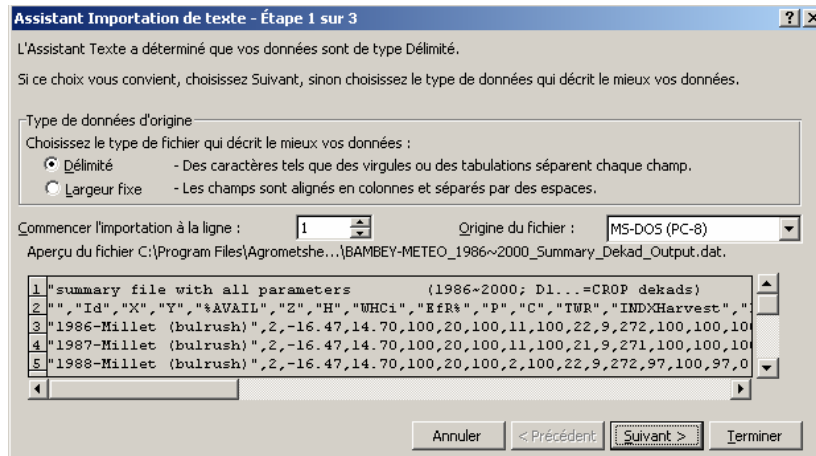 Assistant Importation de texte - Étape 1 sur 3
L'Assistant Texte a déterminé que vos données sont de type Délimité.
Si ce choix vous convient, choisissez Suivant, sinon choisissez le type de données qui décrit le mieux vos données.
Type de données d'origine
Choisissez le type de fichier qui décrit le mieux vos données :
Délimité - Des caractères tels que des virgules ou des tabulations séparent chaque champ.
Largeur fixe - Les champs sont alignés en colonnes et séparés par des espaces.
Commencer l'importation à la ligne : 1 Origine du fichier : MS-DOS (PC-8)
Aperçu du fichier C:\Program Files\Agrometshe...\BAMBEY-METEO_1986~2000_Summary_Dekad_Output.dat.
1 "summary file with all parameters (1986~2000; D1...=CROP dekads)
2 "","Id","X","Y","%AVAIL","Z","H","WHCi","EfR%","P","C","TWR","INDXHarvest","
3 "1986-Millet (bulrush)",2,-16.47,14.70,100,20,100,11,100,22,9,272,100,100,10
4 "1987-Millet (bulrush)",2,-16.47,14.70,100,20,100,11,100,21,9,271,100,100,10
5 "1988-Millet (bulrush)",2,-16.47,14.70,100,20,100,2,100,22,9,272,97,100,97,0
Annuler < Précédent Suivant > Terminer